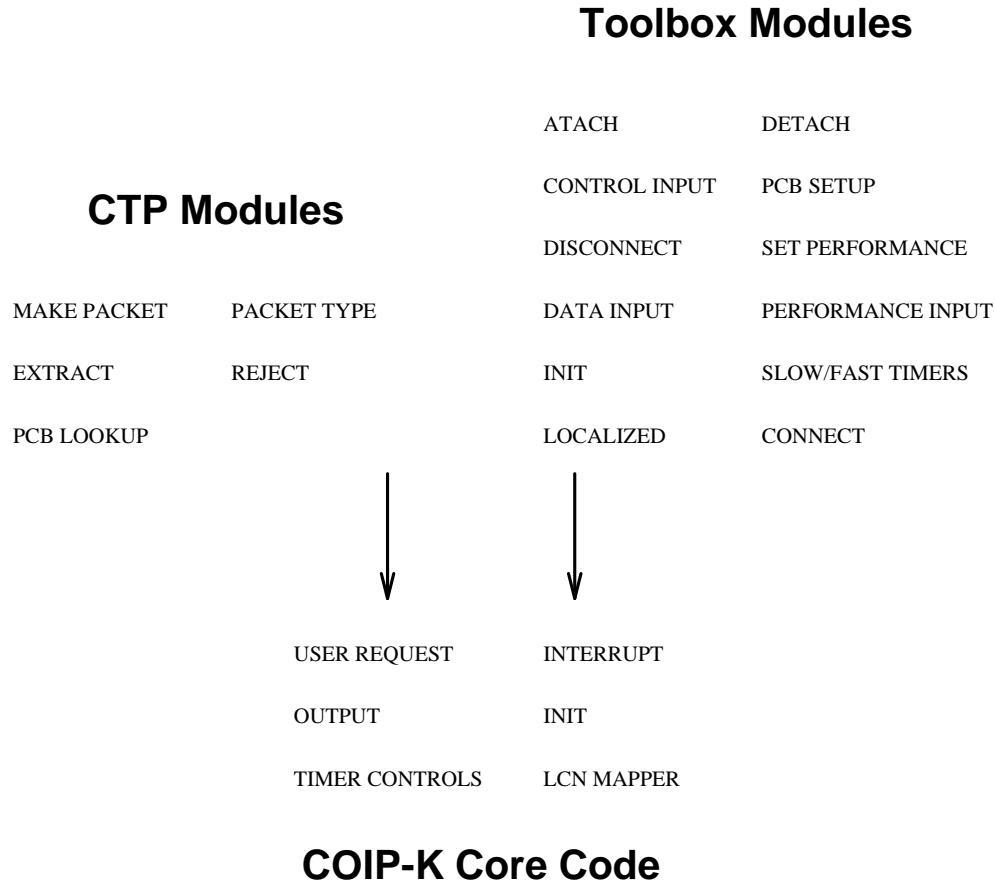 Toolbox Modules
ATACH DETACH
CONTROL INPUT PCB SETUP
CTP Modules
DISCONNECT SET PERFORMANCE
MAKE PACKET PACKET TYPE DATA INPUT PERFORMANCE INPUT
EXTRACT REJECT INIT SLOW/FAST TIMERS
PCB LOOKUP LOCALIZED CONNECT
USER REQUEST INTERRUPT
OUTPUT INIT
TIMER CONTROLS LCN MAPPER
COIP-K Core Code